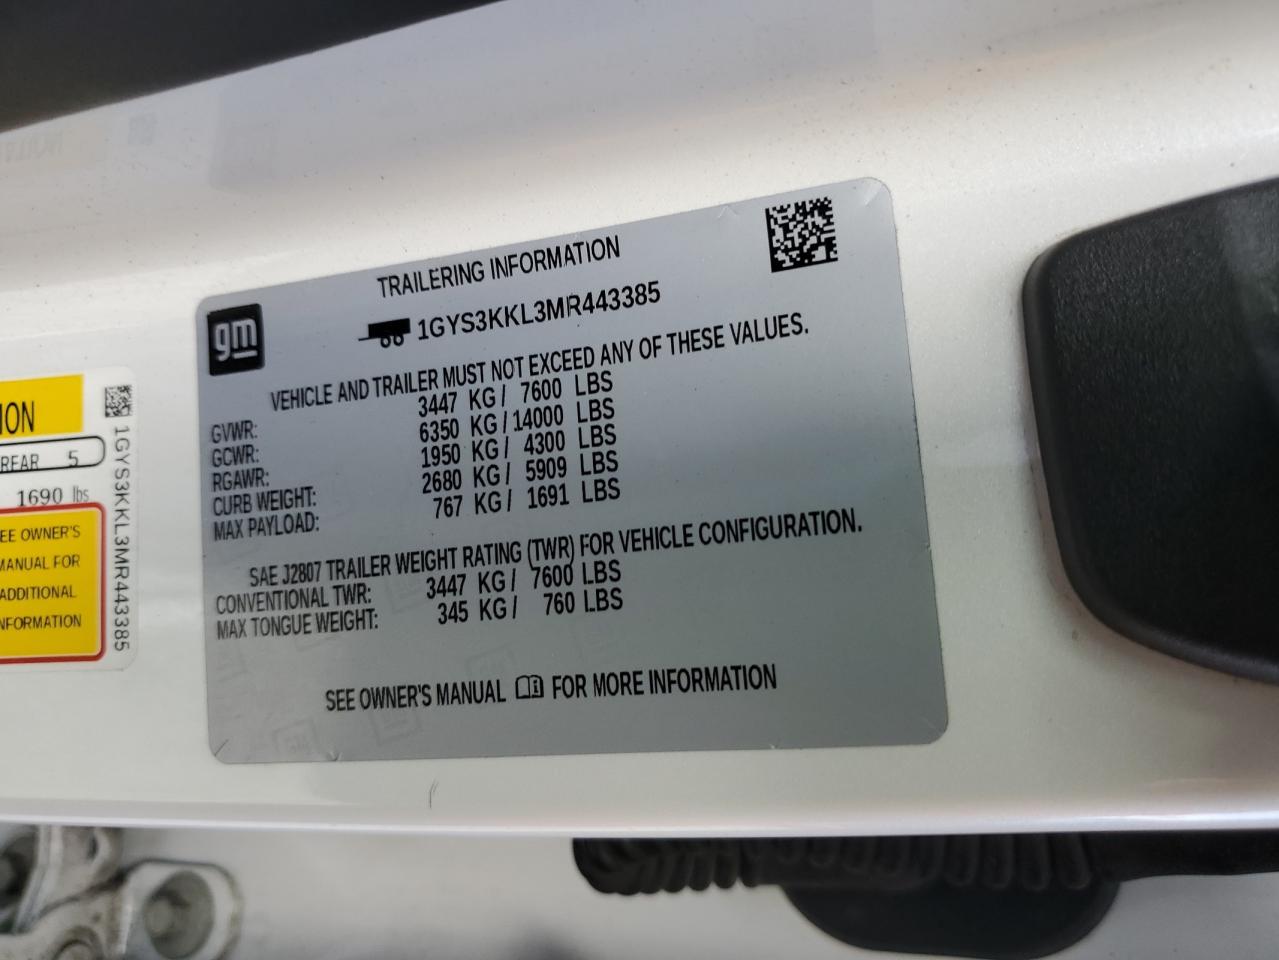 TRAILERING INFORMATION
gm
1GYS3KKL3MR443385
VEHICLE AND TRAILER MUST NOT EXCEED ANY OF THESE VALUES.
GVWR: 3447 KG/ 7600 LBS
GCWR: 6350 KG/14000 LBS
RGAWR: 1950 KG/ 4300 LBS
CURB WEIGHT: 2680 KG/ 5909 LBS
MAX PAYLOAD: 767 KG/ 1691 LBS
SAE J2807 TRAILER WEIGHT RATING (TWR) FOR VEHICLE CONFIGURATION.
CONVENTIONAL TWR: 3447 KG/ 7600 LBS
MAX TONGUE WEIGHT: 345 KG/ 760 LBS
SEE OWNER'S MANUAL FOR MORE INFORMATION
ION
REAR 5
1690 lbs
EE OWNER'S
MANUAL FOR
ADDITIONAL
NFORMATION
1GYS3KKL3MR443385